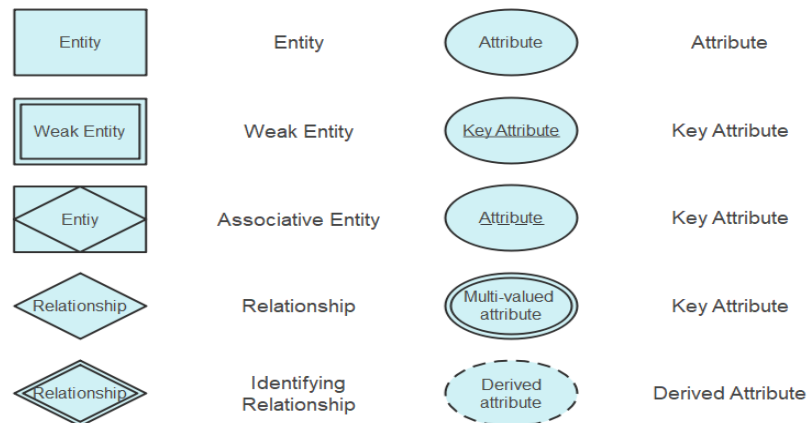 Entity Entity Attribute Attribute
Weak Entity Weak Entity Key Attribute Key Attribute
Entiy Associative Entity Attribute Key Attribute
Relationship Relationship Multi-valued attribute Key Attribute
Relationship Identifying Relationship Derived attribute Derived Attribute